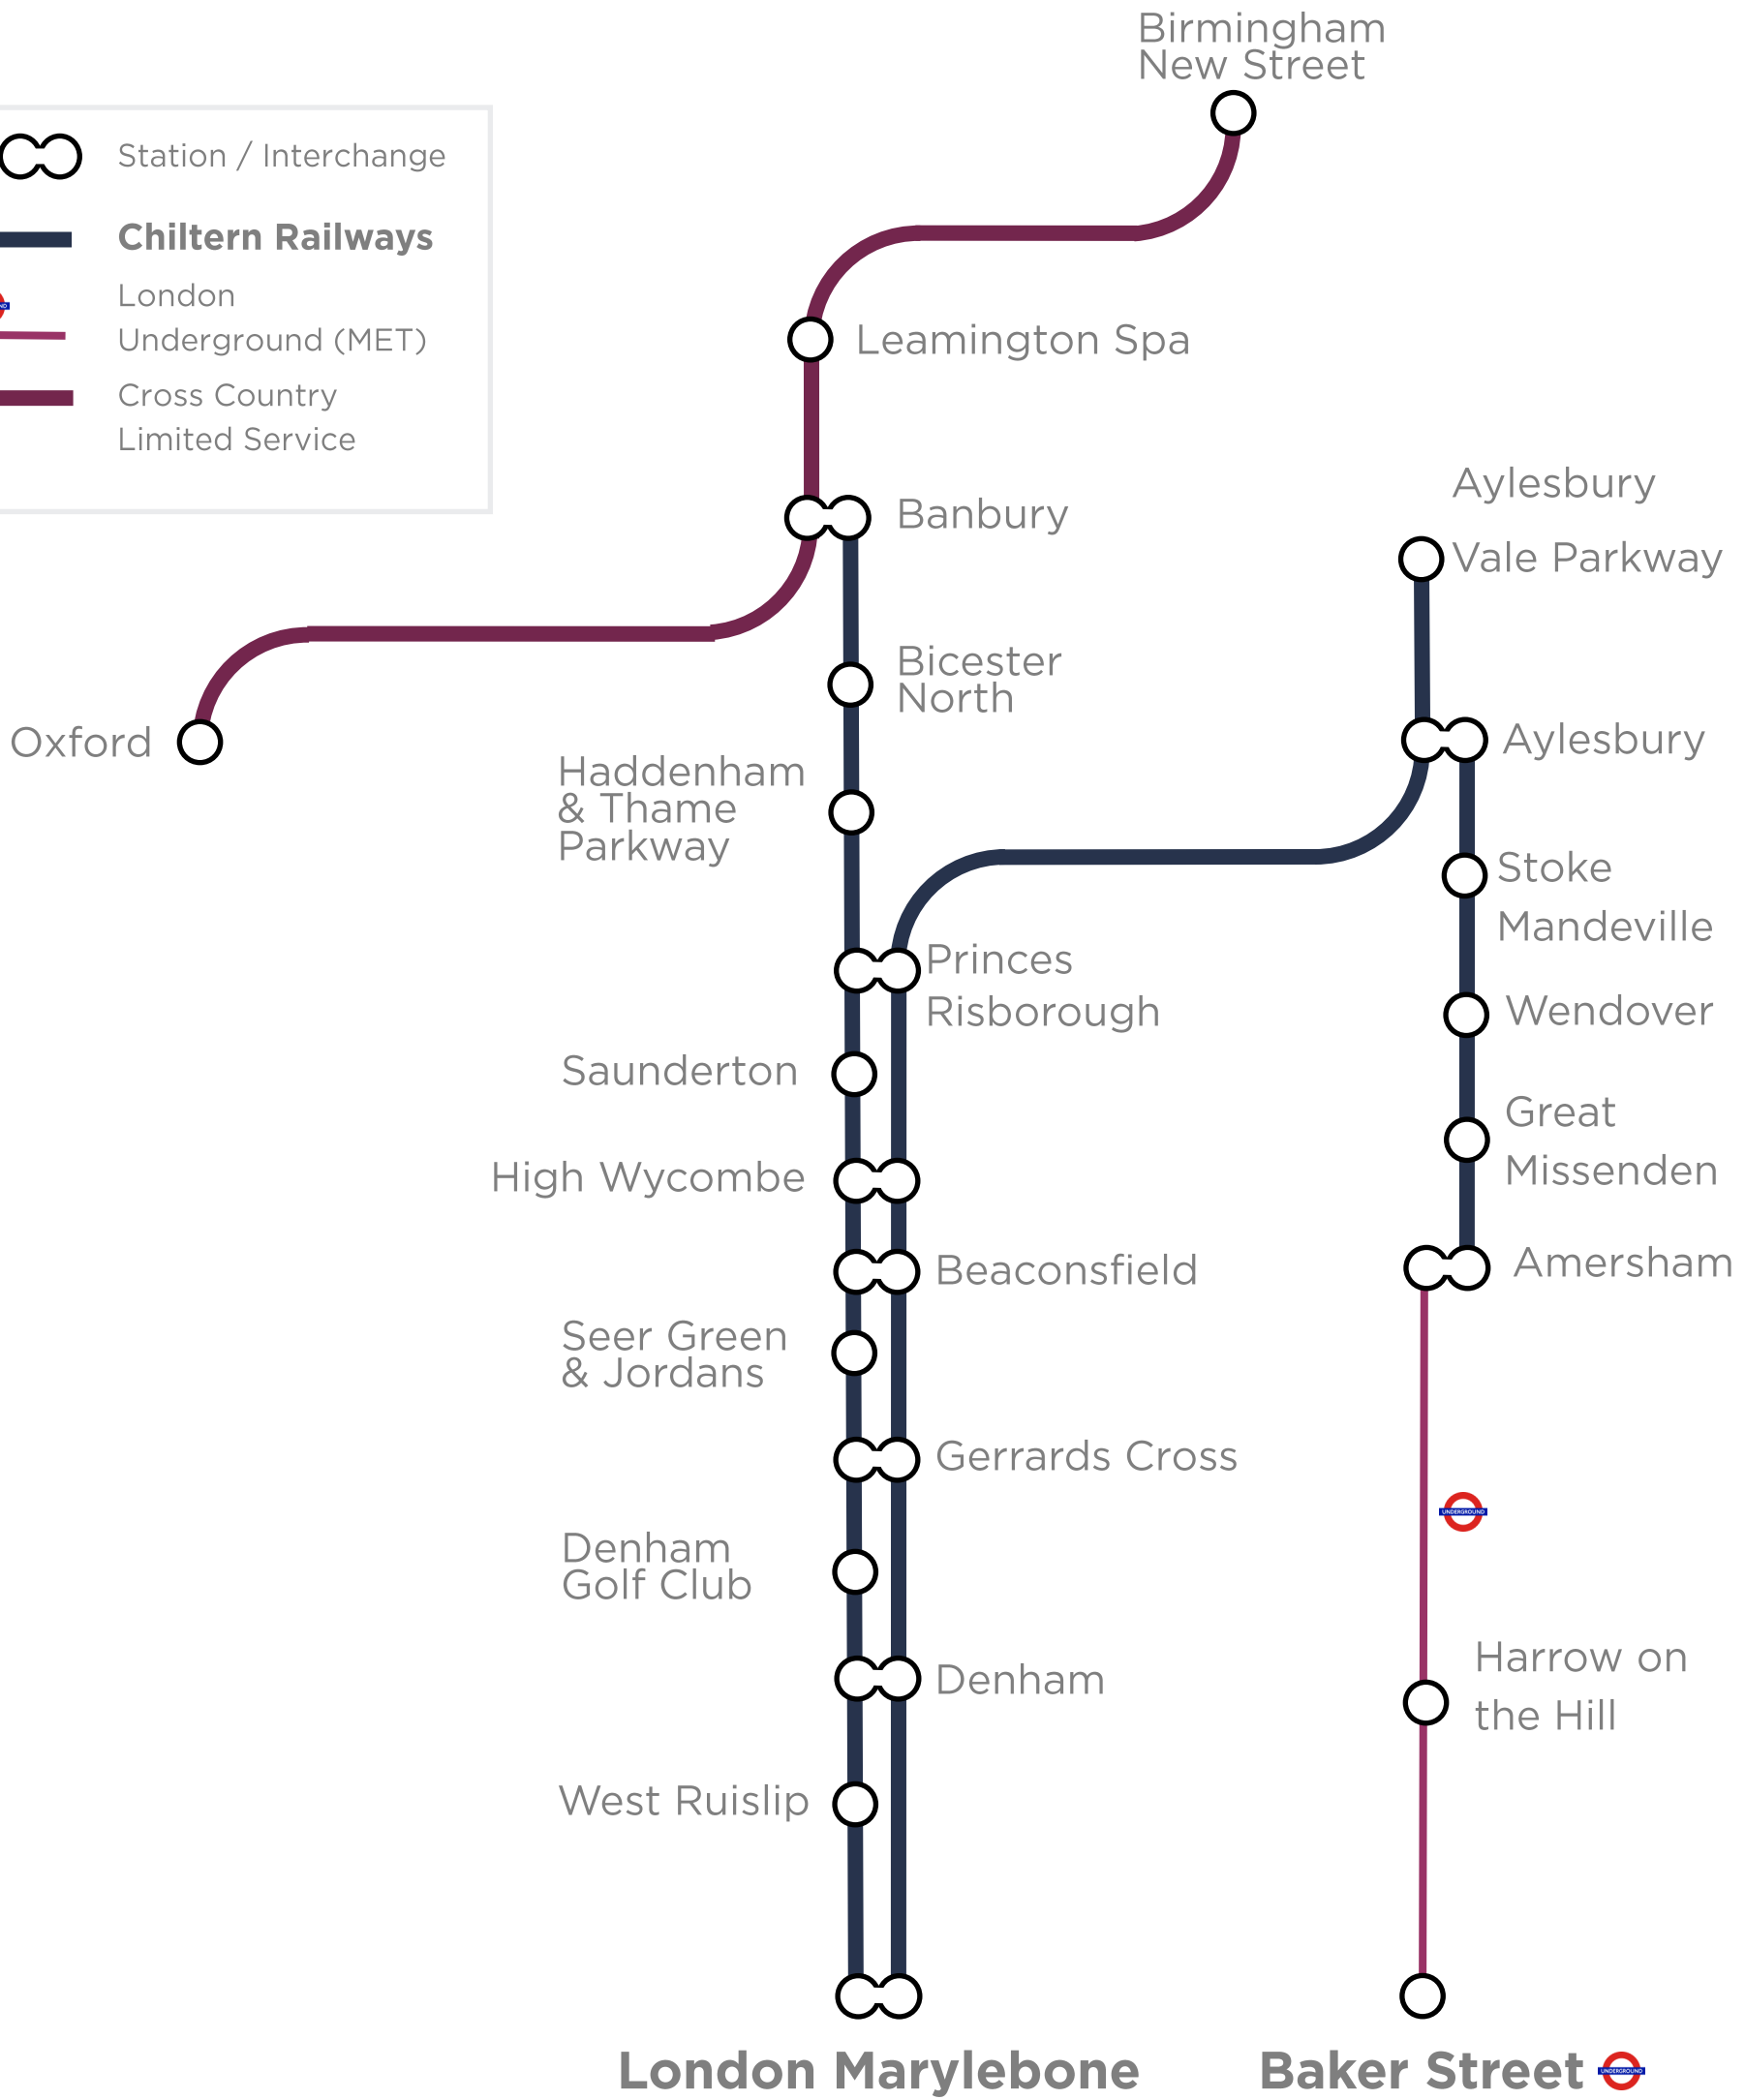 Birmingham
New Street
Station / Interchange
Chiltern Railways
London
Underground (MET)
Cross Country
Limited Service
Leamington Spa
Banbury
Aylesbury
Vale Parkway
Bicester
North
Oxford
Aylesbury
Haddenham
& Thame
Parkway
Stoke
Mandeville
Princes
Risborough
Wendover
Saunderton
Great
Missenden
High Wycombe
Beaconsfield
Amersham
Seer Green
& Jordans
Gerrards Cross
UNDERGROUND
Denham
Golf Club
Harrow on
the Hill
Denham
West Ruislip
London Marylebone
Baker Street
UNDERGROUND